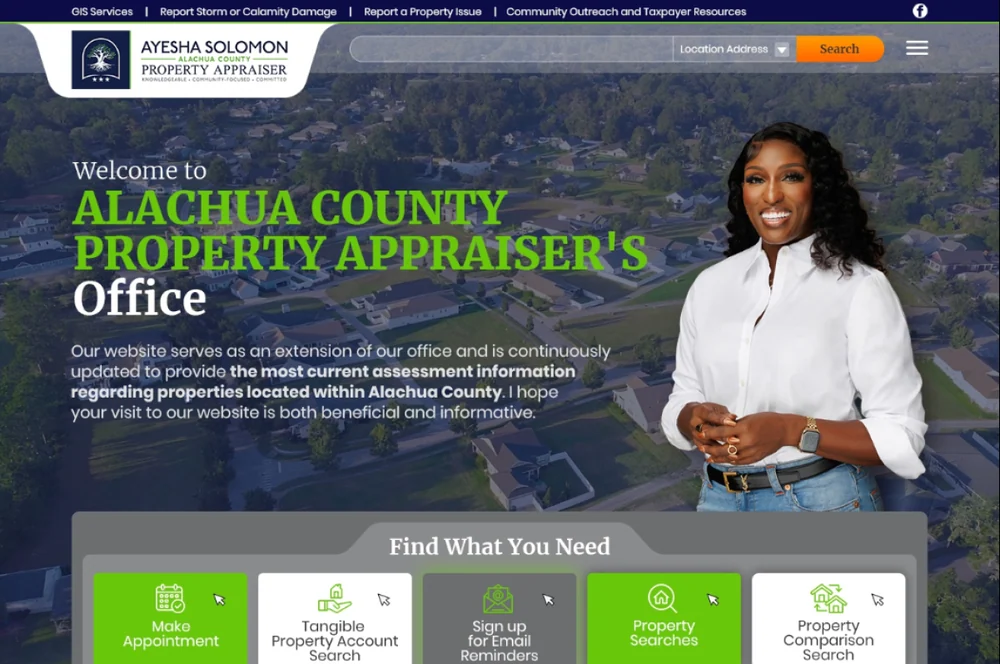 GIS Services | Report Storm or Calamity Damage | Report a Property Issue | Community Outreach and Taxpayer Resources
AYESHA SOLOMON
ALACHUA COUNTY
PROPERTY APPRAISER
KNOWLEDGEABLE • COMMUNITY-FOCUSED • COMMITTED
Location Address
Search
Welcome to
ALACHUA COUNTY
PROPERTY APPRAISER'S
Office
Our website serves as an extension of our office and is continuously
updated to provide the most current assessment information
regarding properties located within Alachua County. I hope
your visit to our website is both beneficial and informative.
Find What You Need
Make
Appointment
Tangible
Property Account
Search
Sign up
for Email
Reminders
Property
Searches
Property
Comparison
Search